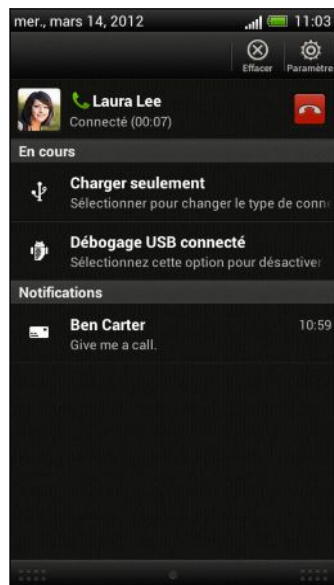 mer., mars 14, 2012 11:03
Effacer Paramètre
Laura Lee
Connecté (00:07)
En cours
Charger seulement
Sélectionner pour changer le type de conn
Débogage USB connecté
Sélectionnez cette option pour désactiver
Notifications
Ben Carter 10:59
Give me a call.